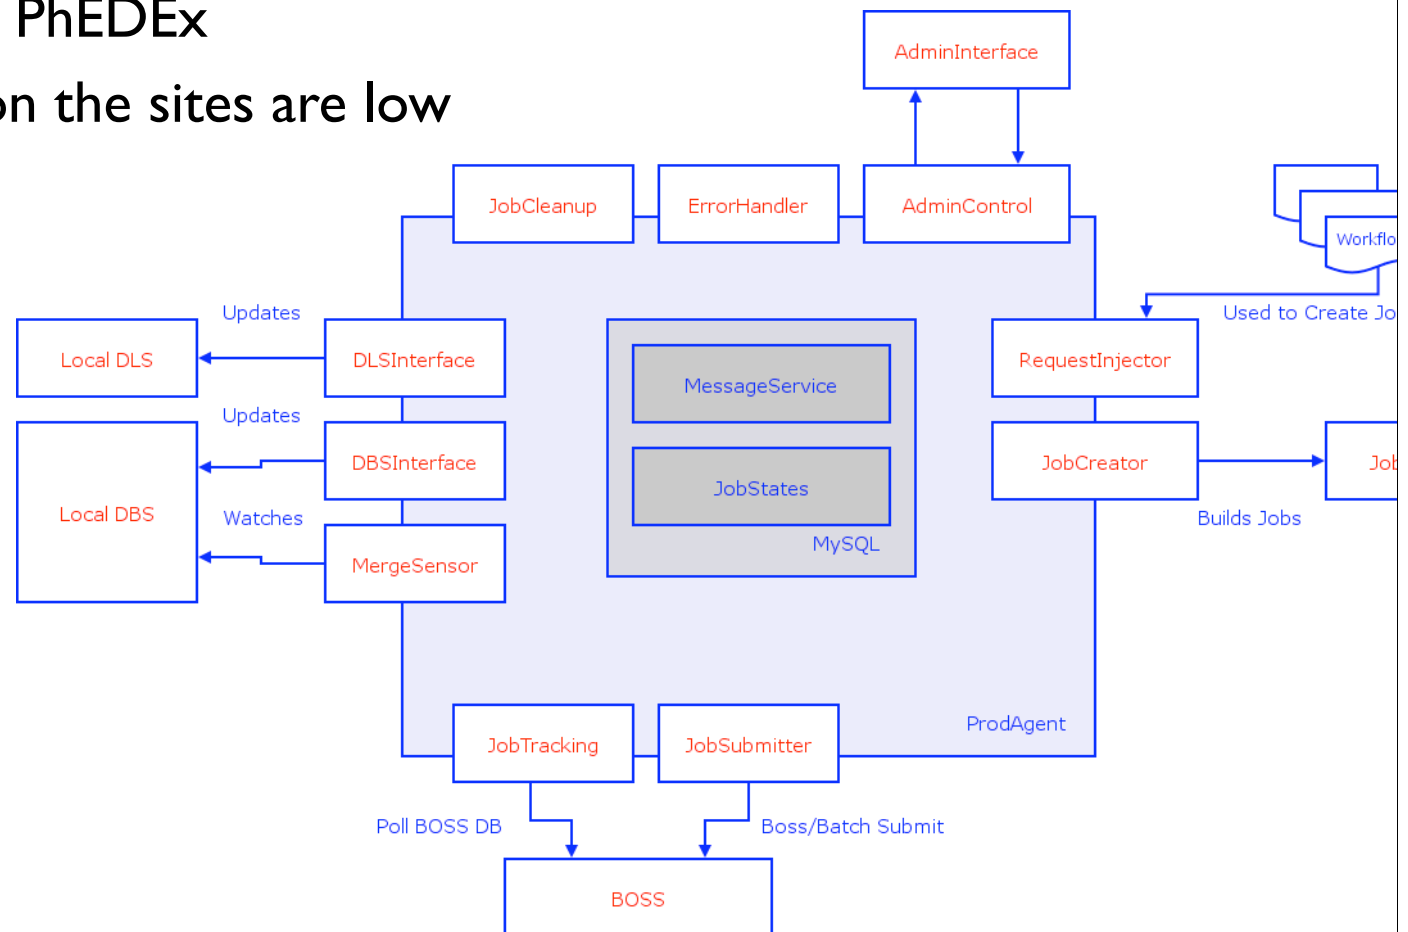 PhEDEx
on the sites are low
AdminInterface
JobCleanup
ErrorHandler
AdminControl
Workflo
Updates
Used to Create Jo
Local DLS
DLSInterface
MessageService
RequestInjector
Updates
Local DBS
DBSInterface
JobStates
JobCreator
Job
Watches
Builds Jobs
MySQL
MergeSensor
ProdAgent
JobTracking
JobSubmitter
Poll BOSS DB
Boss/Batch Submit
BOSS